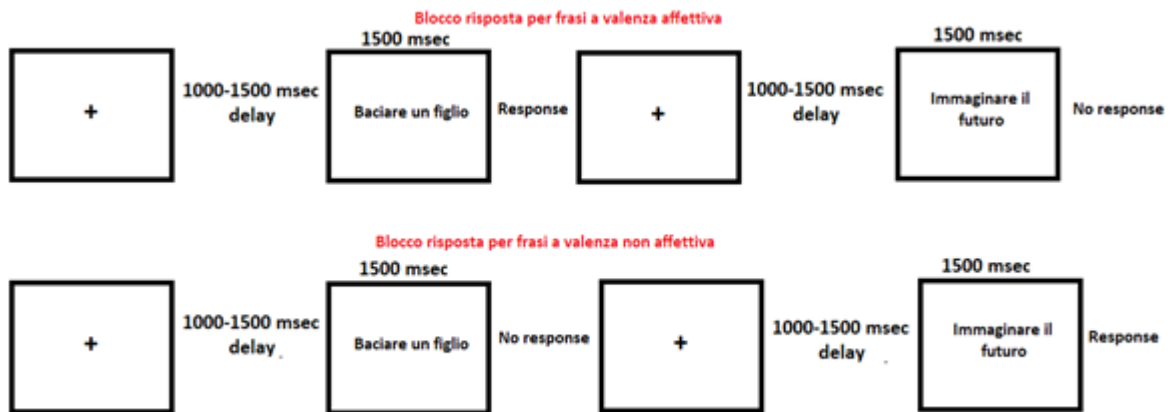 Blocco risposta per frasi a valenza affettiva
1500 msec
1500 msec
+
1000-1500 msec
delay
Baciare un figlio
Response
+
1000-1500 msec
delay
Immaginare il
futuro
No response
Blocco risposta per frasi a valenza non affettiva
1500 msec
1500 msec
+
1000-1500 msec
delay
Baciare un figlio
No response
+
1000-1500 msec
delay
Immaginare il
futuro
Response